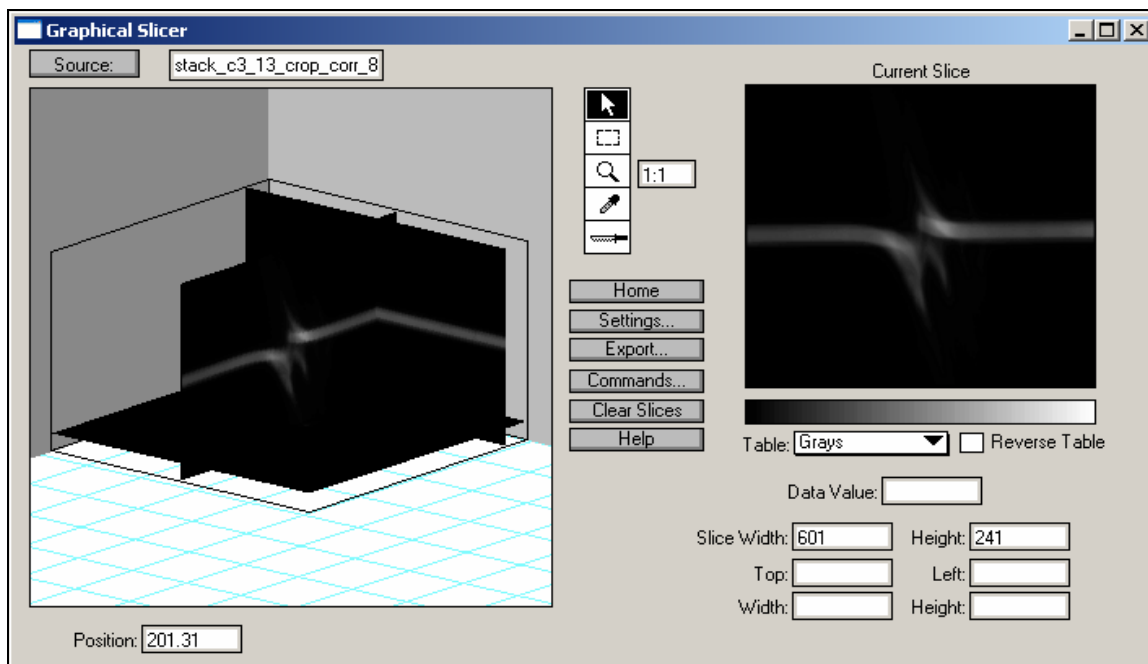 Graphical Slicer
Source: stack_c3_13_crop_corr_8
Current Slice
1:1
Home
Settings...
Export...
Commands...
Clear Slices
Help
Table: Grays Reverse Table
Data Value:
Slice Width: 601 Height: 241
Top: Left:
Width: Height:
Position: 201.31